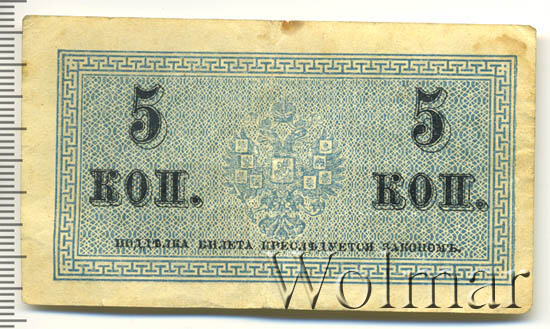 5 5
КОП. КОП.
ПОДДѢЛКА БИЛЕТА ПРЕСЛѢДУЕТСЯ ЗАКОНОМЪ.
Wolmar